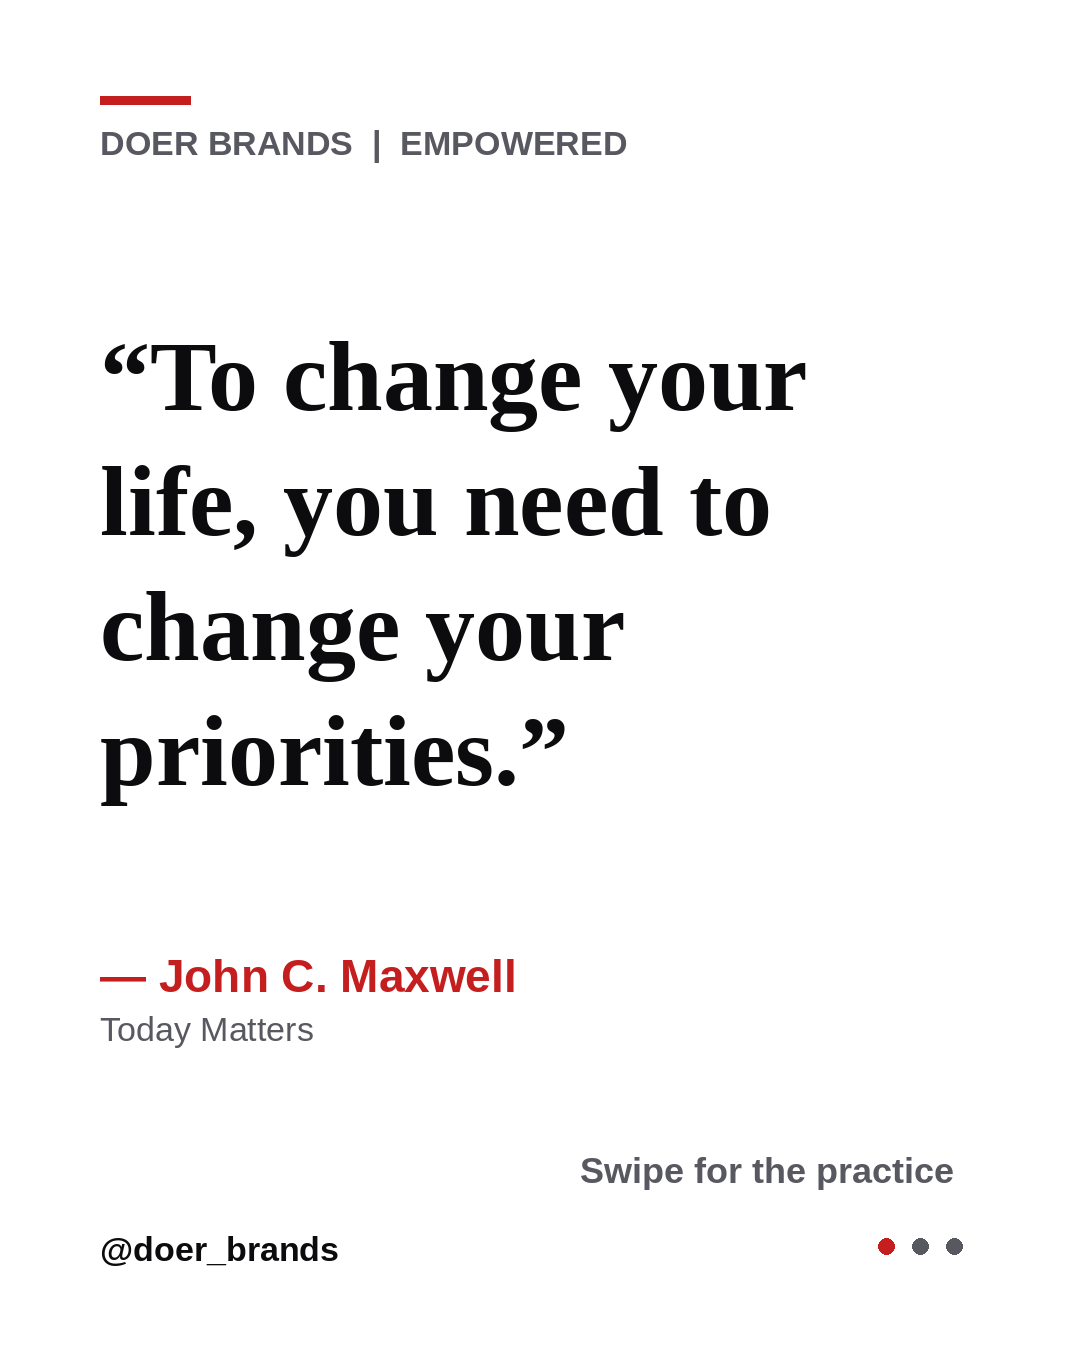 DOER BRANDS | EMPOWERED
“To change your
life, you need to
change your
priorities.”
— John C. Maxwell
Today Matters
Swipe for the practice
@doer_brands